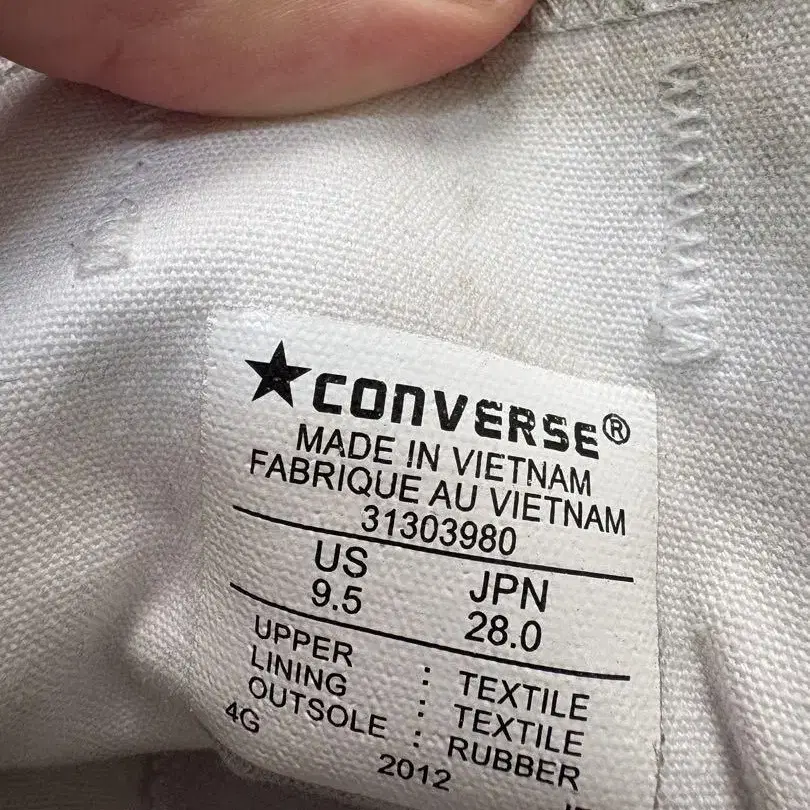 CONVERSE®
MADE IN VIETNAM
FABRIQUE AU VIETNAM
31303980
US JPN
9.5 28.0
UPPER : TEXTILE
LINING : TEXTILE
OUTSOLE : RUBBER
4G 2012